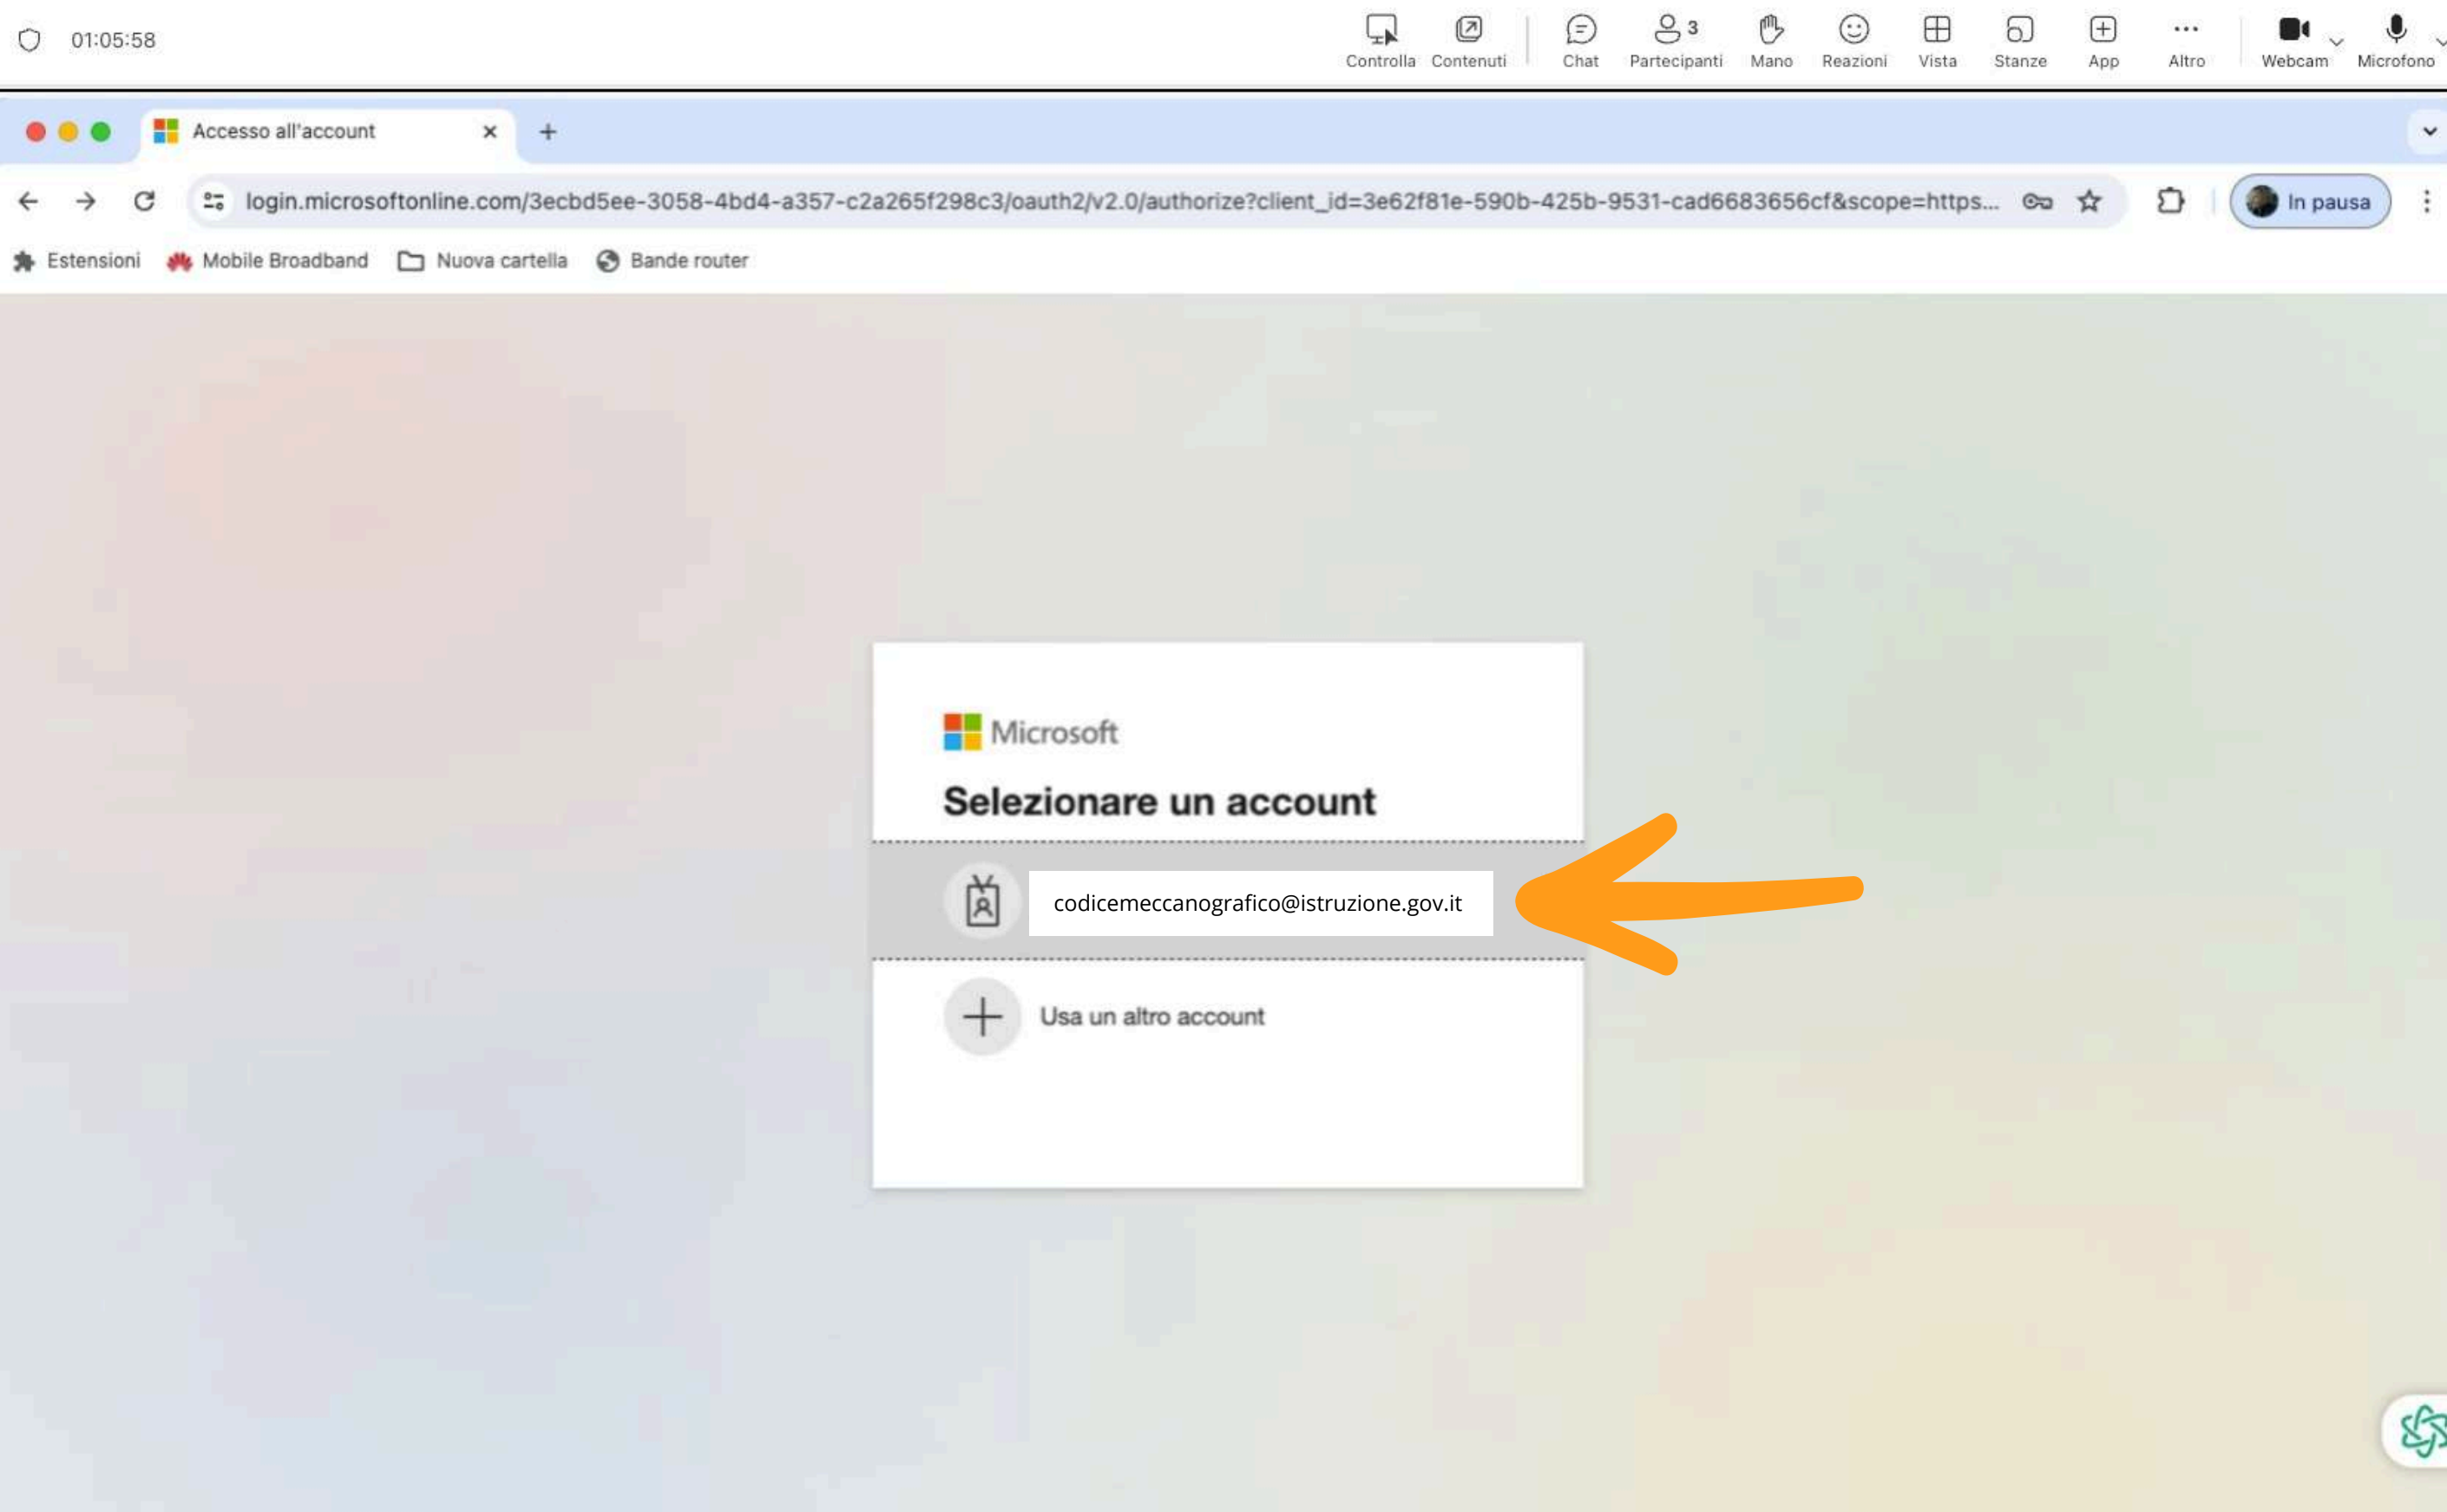 01:05:58
Controlla Contenuti Chat Partecipanti 3 Mano Reazioni Vista Stanze App Altro Webcam Microfono
Accesso all'account
login.microsoftonline.com/3ecbd5ee-3058-4bd4-a357-c2a265f298c3/oauth2/v2.0/authorize?client_id=3e62f81e-590b-425b-9531-cad6683656cf&scope=https... In pausa
Estensioni Mobile Broadband Nuova cartella Bande router
Microsoft
Selezionare un account
codicemeccanografico@istruzione.gov.it
Usa un altro account